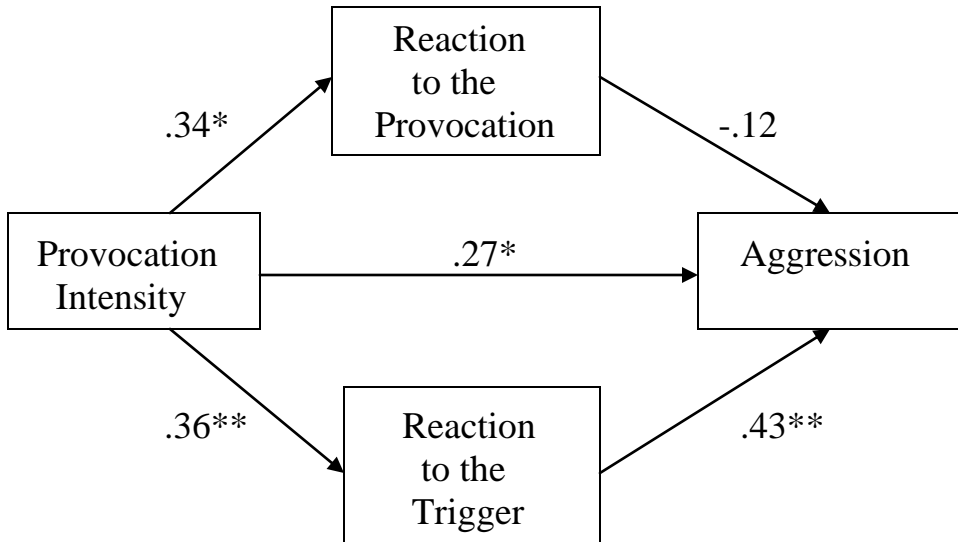 Reaction
to the
Provocation
.34*
-.12
Provocation
Intensity
.27*
Aggression
.36**
.43**
Reaction
to the
Trigger